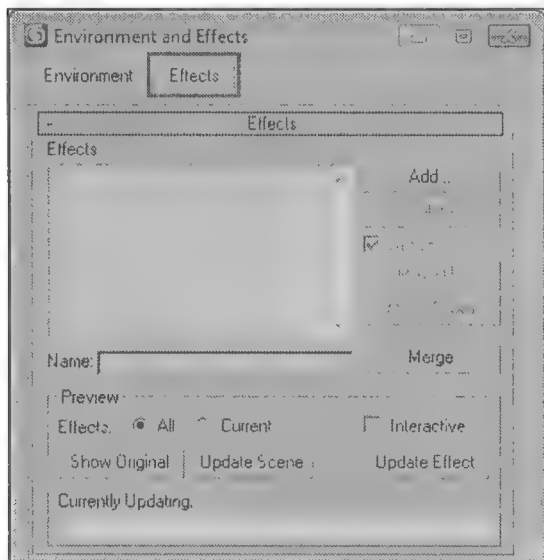 Environment and Effects
Environment Effects
- Effects
Effects
Add...
Name:
Merge
Preview
Effects: All Current Interactive
Show Original Update Scene Update Effect
Currently Updating: